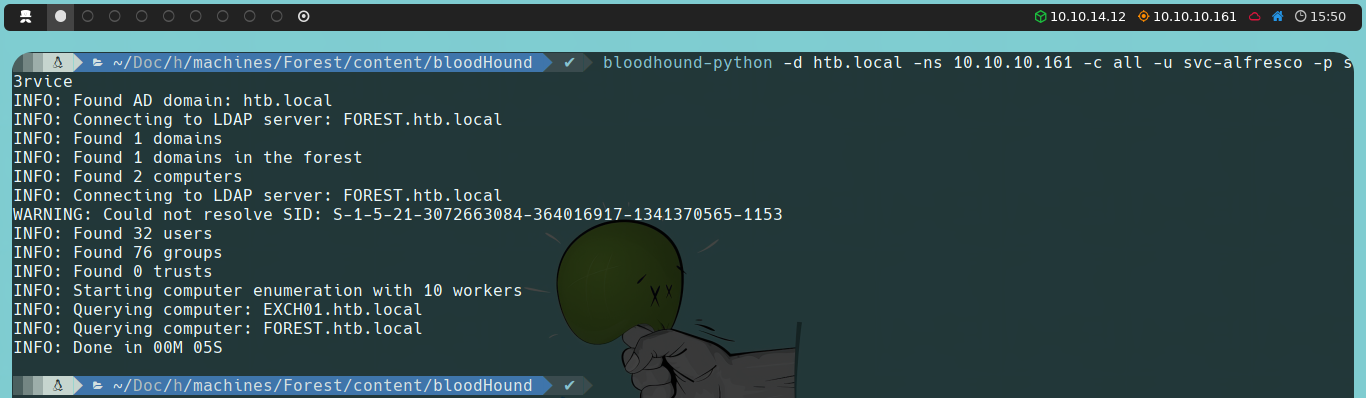 10.10.14.12 10.10.10.161 15:50
~/Doc/h/machines/Forest/content/bloodHound ✔ bloodhound-python -d htb.local -ns 10.10.10.161 -c all -u svc-alfresco -p s
3rvice
INFO: Found AD domain: htb.local
INFO: Connecting to LDAP server: FOREST.htb.local
INFO: Found 1 domains
INFO: Found 1 domains in the forest
INFO: Found 2 computers
INFO: Connecting to LDAP server: FOREST.htb.local
WARNING: Could not resolve SID: S-1-5-21-3072663084-364016917-1341370565-1153
INFO: Found 32 users
INFO: Found 76 groups
INFO: Found 0 trusts
INFO: Starting computer enumeration with 10 workers
INFO: Querying computer: EXCH01.htb.local
INFO: Querying computer: FOREST.htb.local
INFO: Done in 00M 05S
~/Doc/h/machines/Forest/content/bloodHound ✔